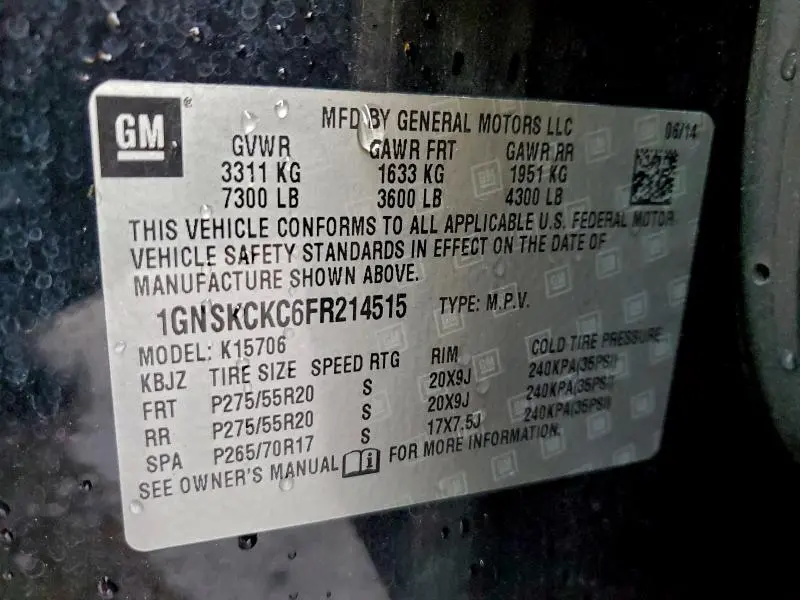 GM ®
MFD BY GENERAL MOTORS LLC 06/14
GVWR GAWR FRT GAWR RR
3311 KG 1633 KG 1951 KG
7300 LB 3600 LB 4300 LB
THIS VEHICLE CONFORMS TO ALL APPLICABLE U.S. FEDERAL MOTOR
VEHICLE SAFETY STANDARDS IN EFFECT ON THE DATE OF
MANUFACTURE SHOWN ABOVE.
1GNSKCKC6FR214515 TYPE: M.P.V.
MODEL: K15706
KBJZ TIRE SIZE SPEED RTG RIM COLD TIRE PRESSURE
FRT P275/55R20 S 20X9J 240KPA(35PSI)
RR P275/55R20 S 20X9J 240KPA(35PSI)
SPA P265/70R17 S 17X7.5J 240KPA(35PSI)
SEE OWNER'S MANUAL i FOR MORE INFORMATION.